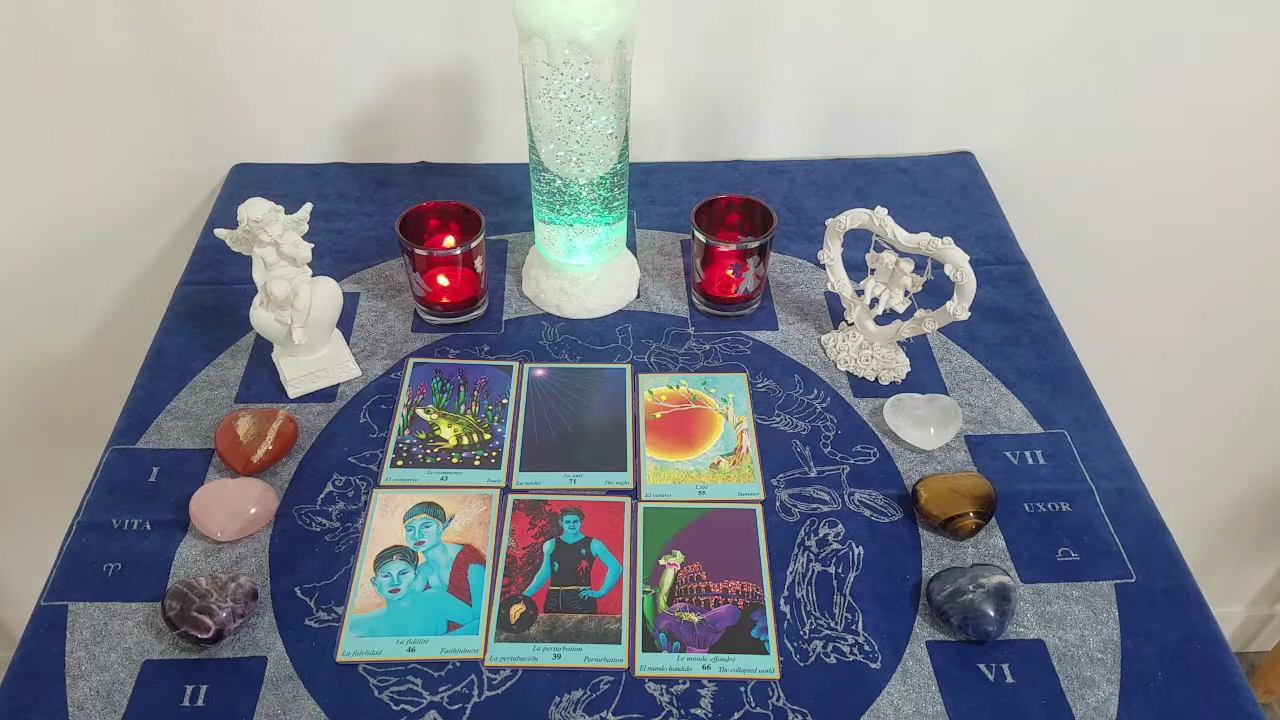 Le commerce
El comercio 43 Trade
La nuit
La noche 71 The night
L'été
El verano 55 Summer
I
VITA
♈
VII
UXOR
♎
La fidélité
La fidelidad 46 Faithfulness
La perturbation
La perturbación 39 Perturbation
Le monde effondré
El mundo hundido 66 The collapsed world
II
VI